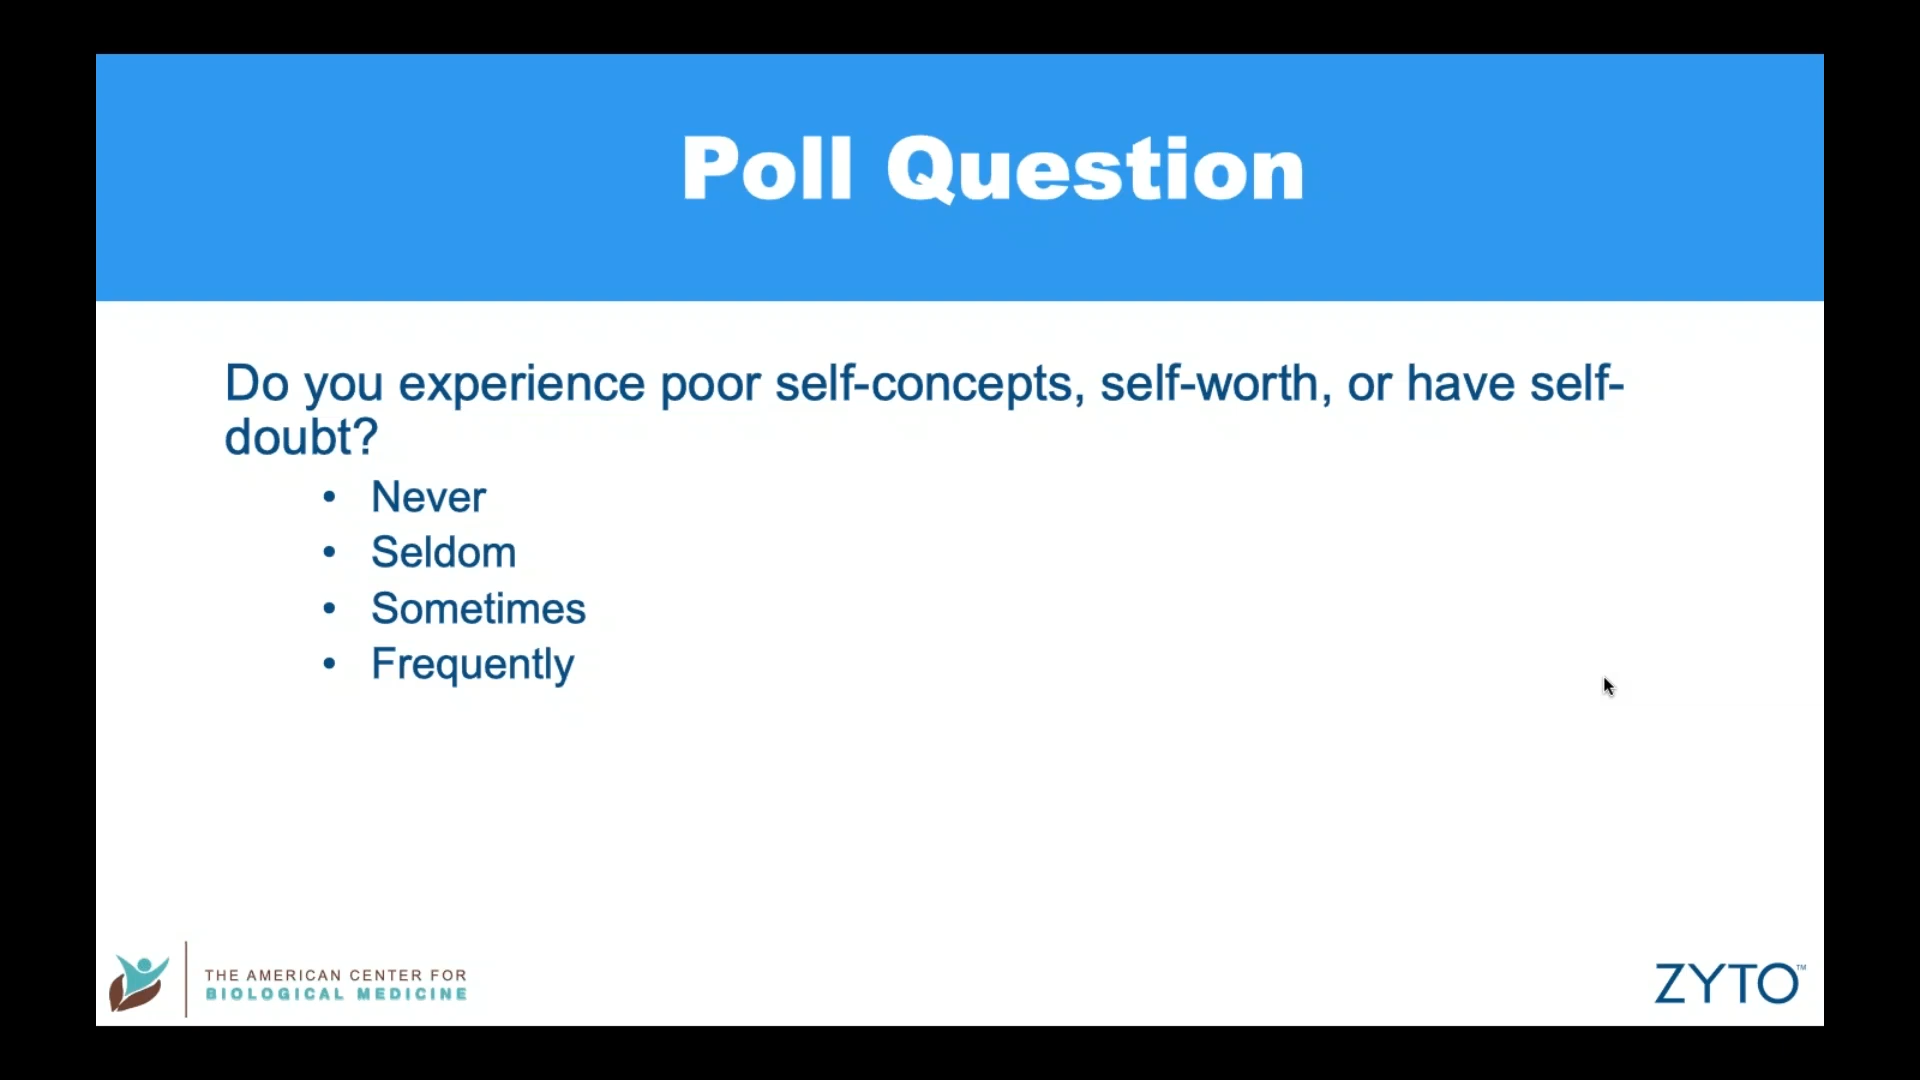 Poll Question
Do you experience poor self-concepts, self-worth, or have self-
doubt?
• Never
• Seldom
• Sometimes
• Frequently
THE AMERICAN CENTER FOR
BIOLOGICAL MEDICINE
ZYTO™